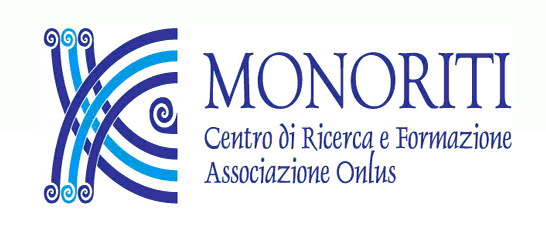 MONORITI
Centro di Ricerca e Formazione
Associazione Onlus